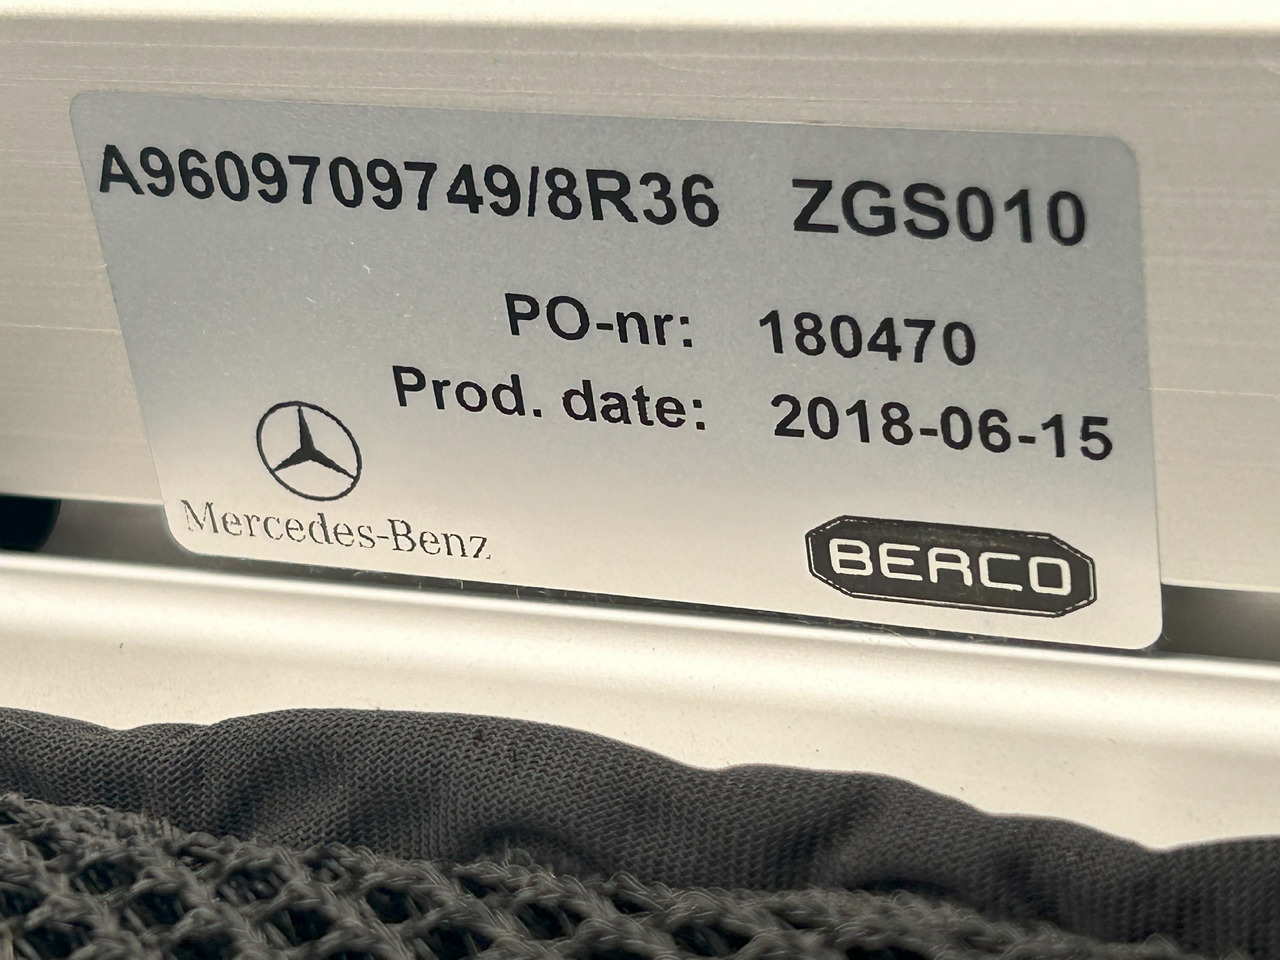 A9609709749/8R36 ZGS010
PO-nr: 180470
Prod. date: 2018-06-15
Mercedes-Benz
BERCO